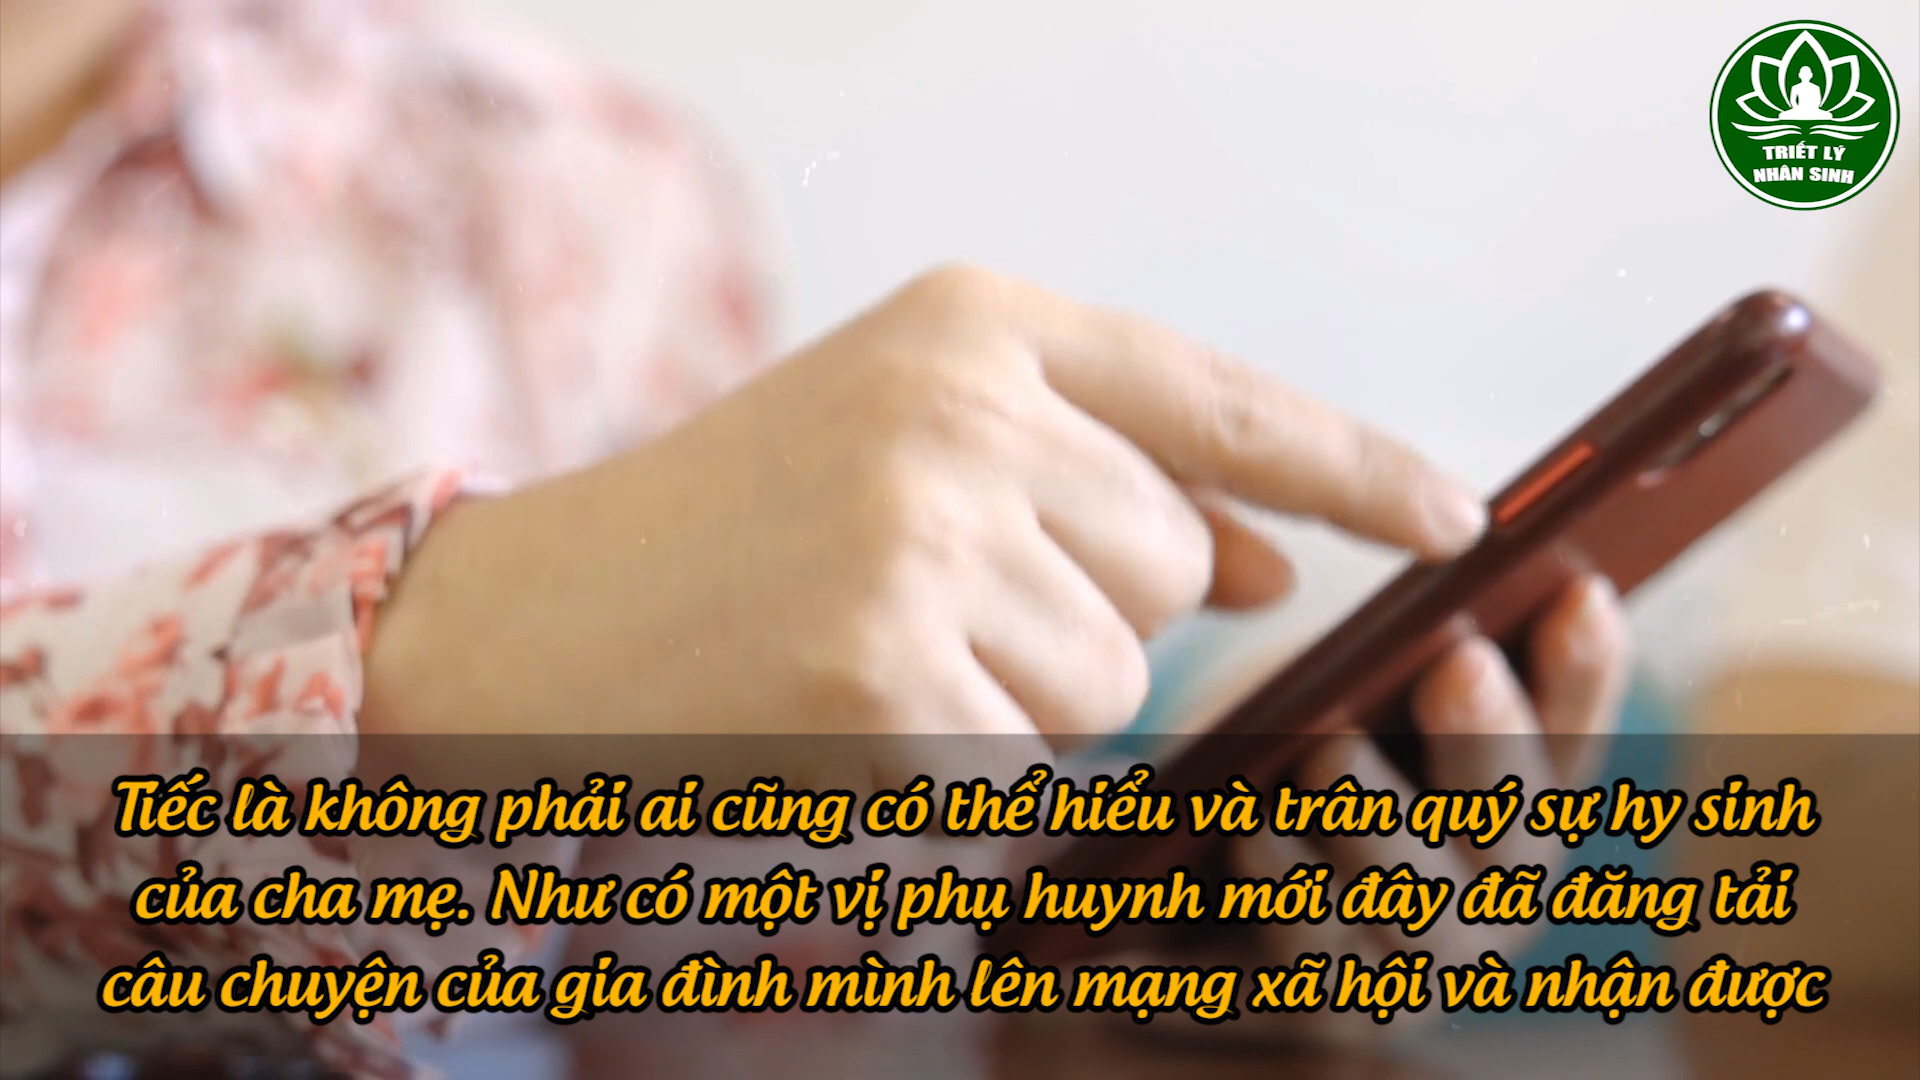 TRIẾT LÝ
NHÂN SINH
Tiếc là không phải ai cũng có thể hiểu và trân quý sự hy sinh
của cha mẹ. Như có một vị phụ huynh mới đây đã đăng tải
câu chuyện của gia đình mình lên mạng xã hội và nhận được